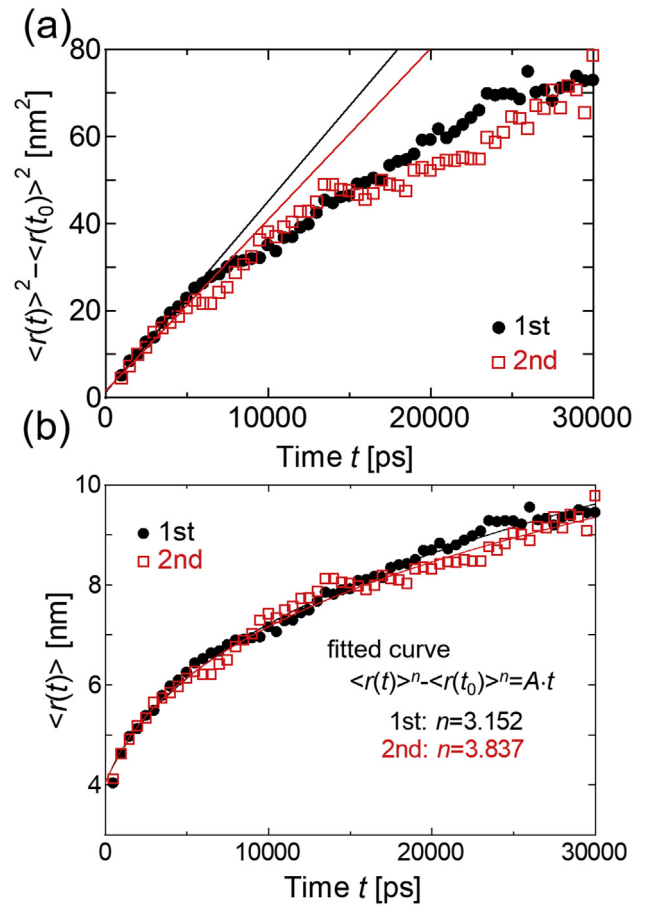 (a)
<r(t)>²–<r(t₀)>² [nm²]
80
60
40
20
0
1st
2nd
0 10000 20000 30000
Time t [ps]
(b)
<r(t)> [nm]
10
8
6
4
1st
2nd
fitted curve
<r(t)>ⁿ-<r(t₀)>ⁿ=A·t
1st: n=3.152
2nd: n=3.837
0 10000 20000 30000
Time t [ps]